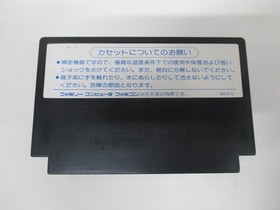 カセットについてのお願い
●精密機器ですので、極端な温度条件下での使用や保管および強い
ショックをさけてください。また、絶対に分解しないでください。
●端子部に手を触れたり、水にぬらしたりして汚さないようにして
ください。故障の原因となります。
ファミリーコンピュータ ファミコンは任天堂の商標です。